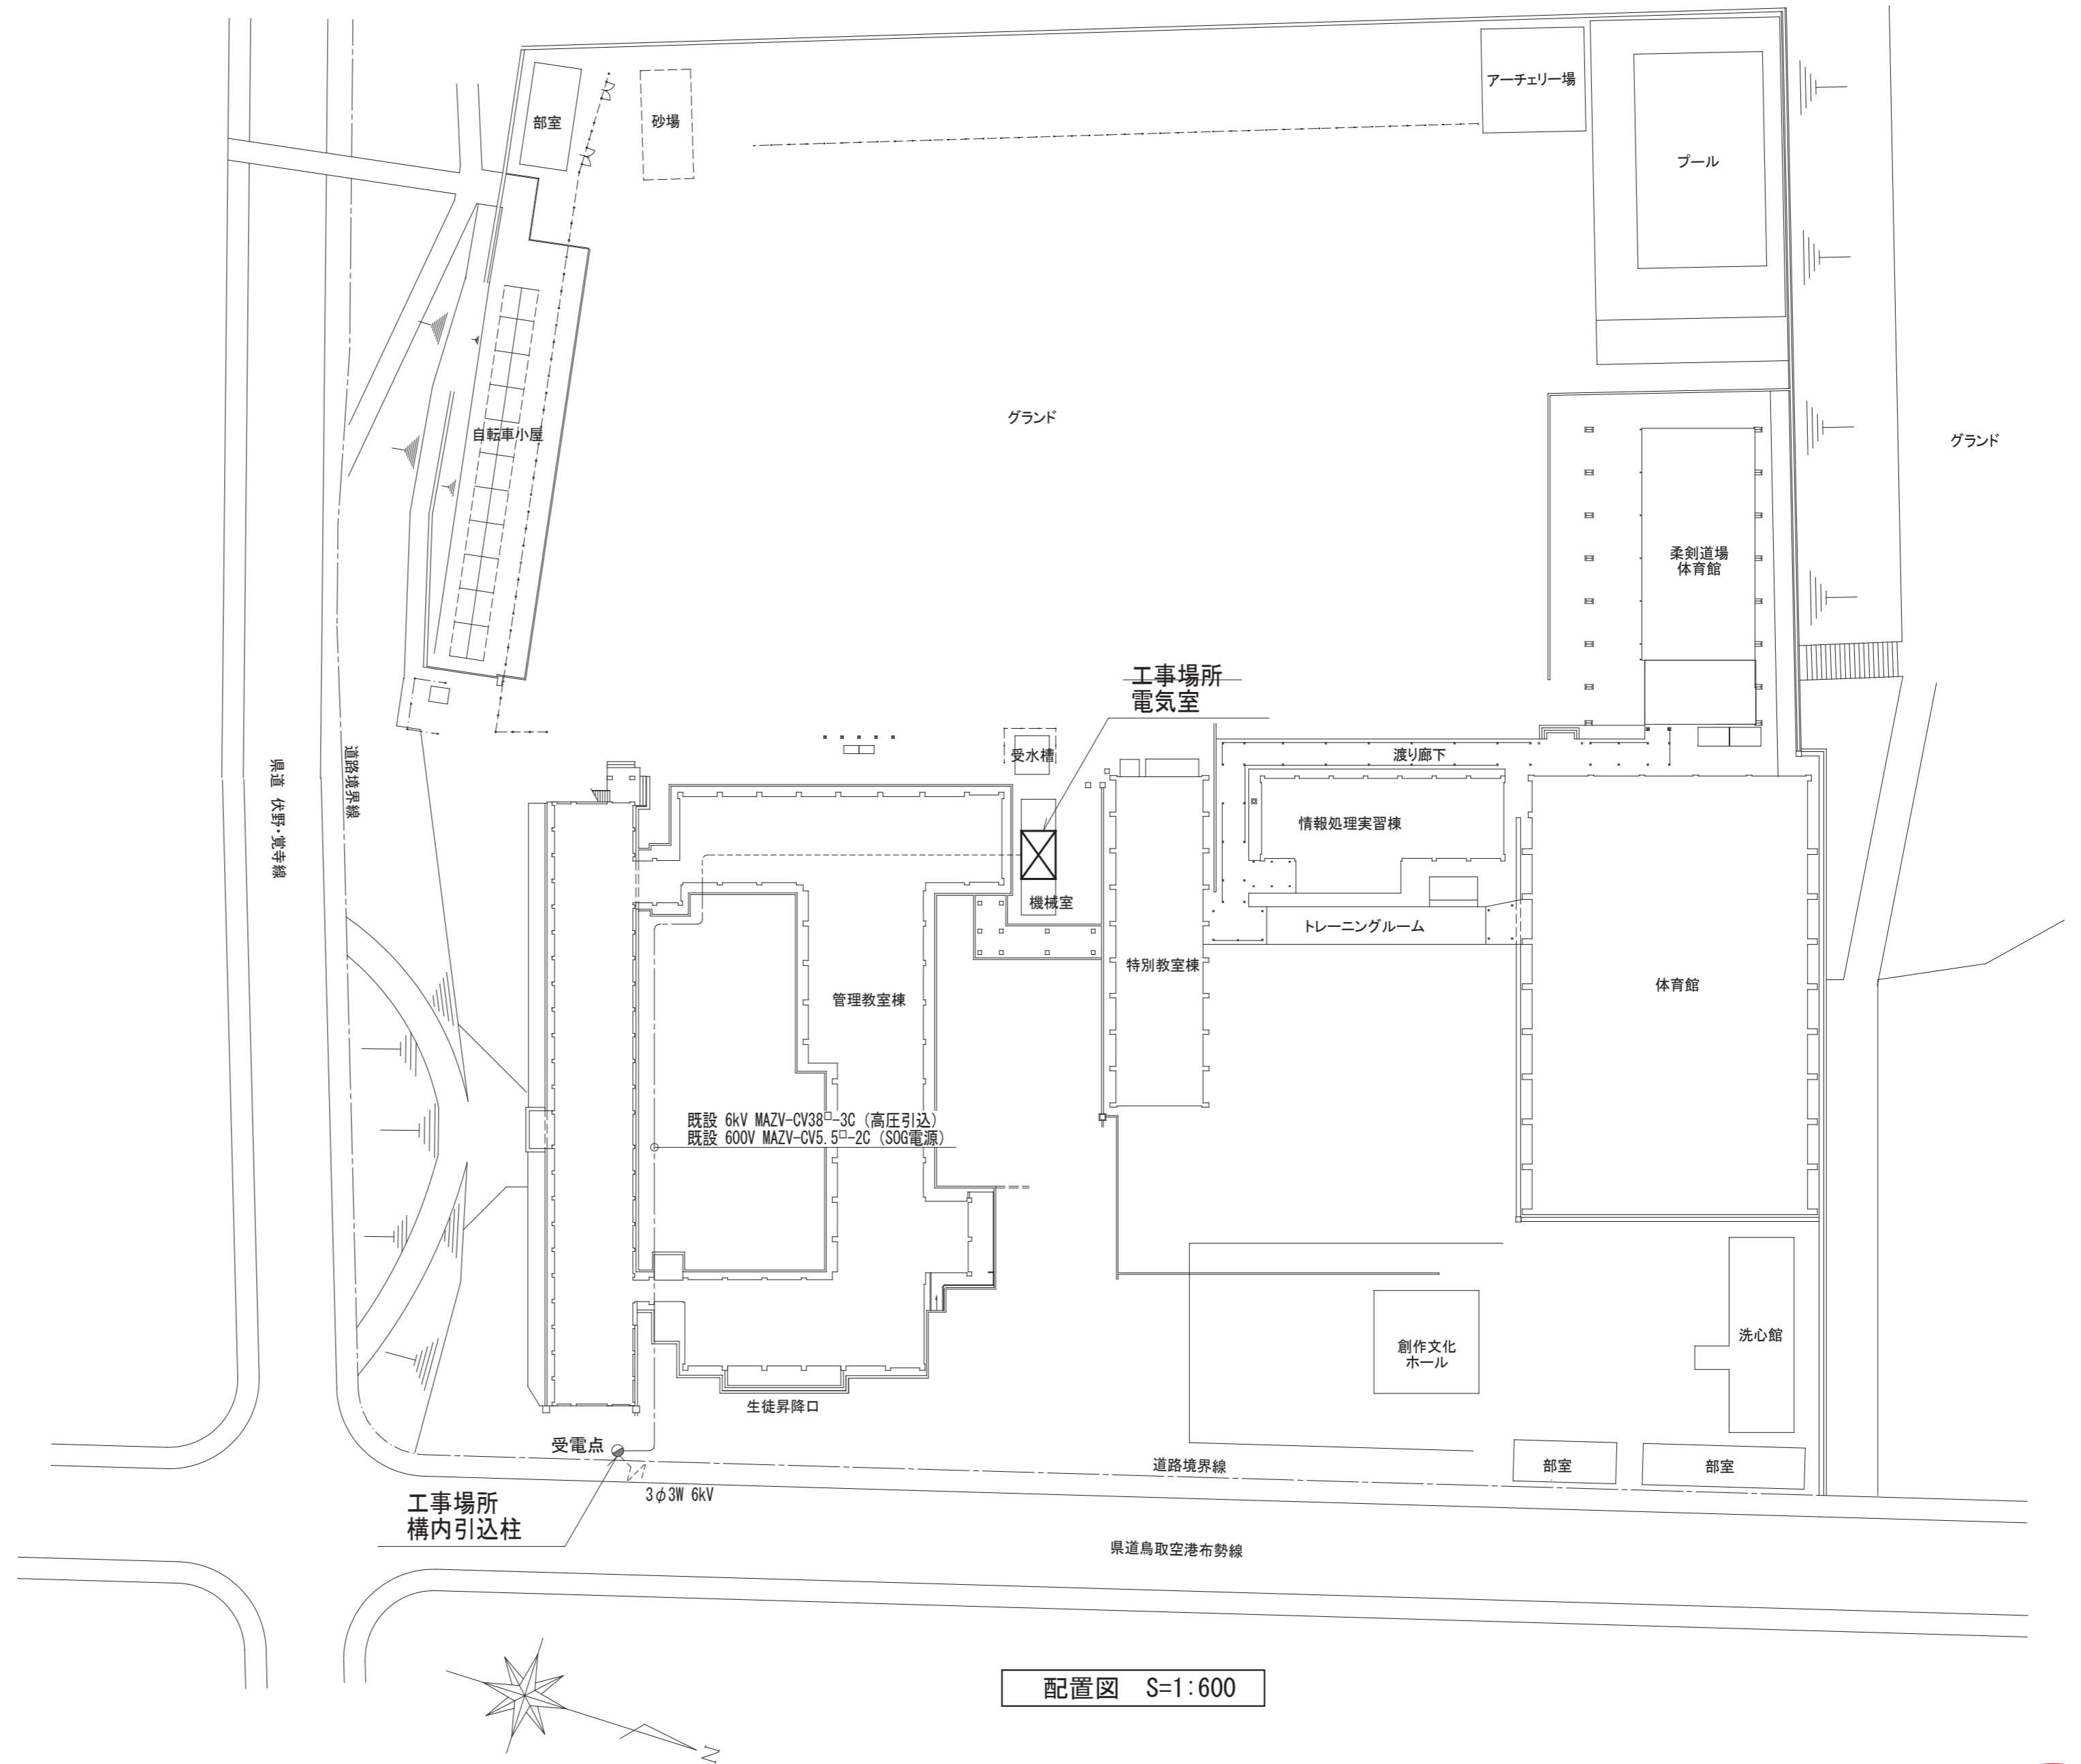 アーチェリー場
部室
砂場
プール
グランド
自転車小屋
グランド
柔剣道場
体育館
工事場所
電気室
受水槽
渡り廊下
道路境界線
県道 伏野・覚寺線
情報処理実習棟
機械室
トレーニングルーム
特別教室棟
管理教室棟
体育館
既設 6kV MAZV-CV38□-3C (高圧引込)
既設 600V MAZV-CV5.5□-2C (SOG電源)
洗心館
創作文化
ホール
生徒昇降口
受電点
道路境界線
部室
部室
3φ3W 6kV
工事場所
構内引込柱
県道鳥取空港布勢線
配置図 S=1:600
N